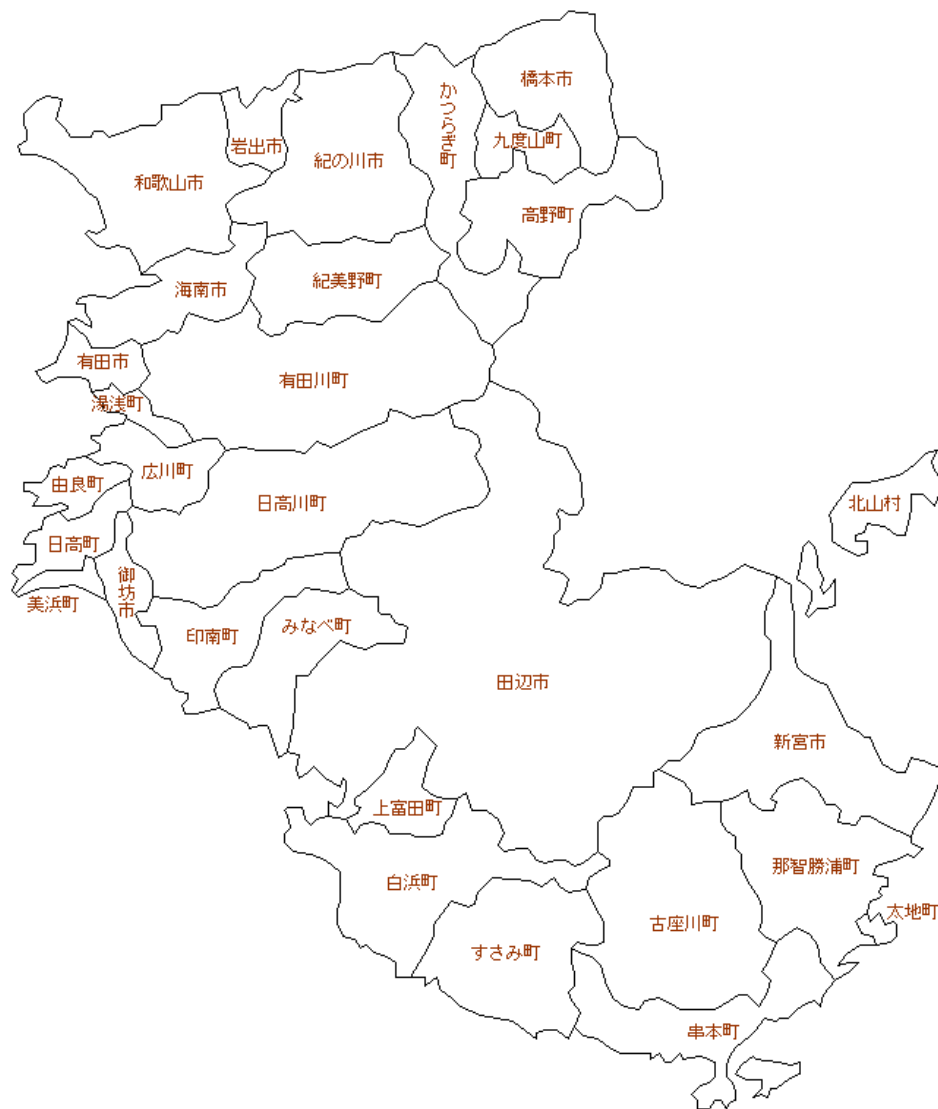 橋本市
かつらぎ町
九度山町
岩出市
紀の川市
和歌山市
高野町
紀美野町
海南市
有田市
有田川町
湯浅町
広川町
由良町
日高川町
北山村
日高町
御坊市
美浜町
印南町
みなべ町
田辺市
新宮市
上富田町
那智勝浦町
白浜町
太地町
古座川町
すさみ町
串本町